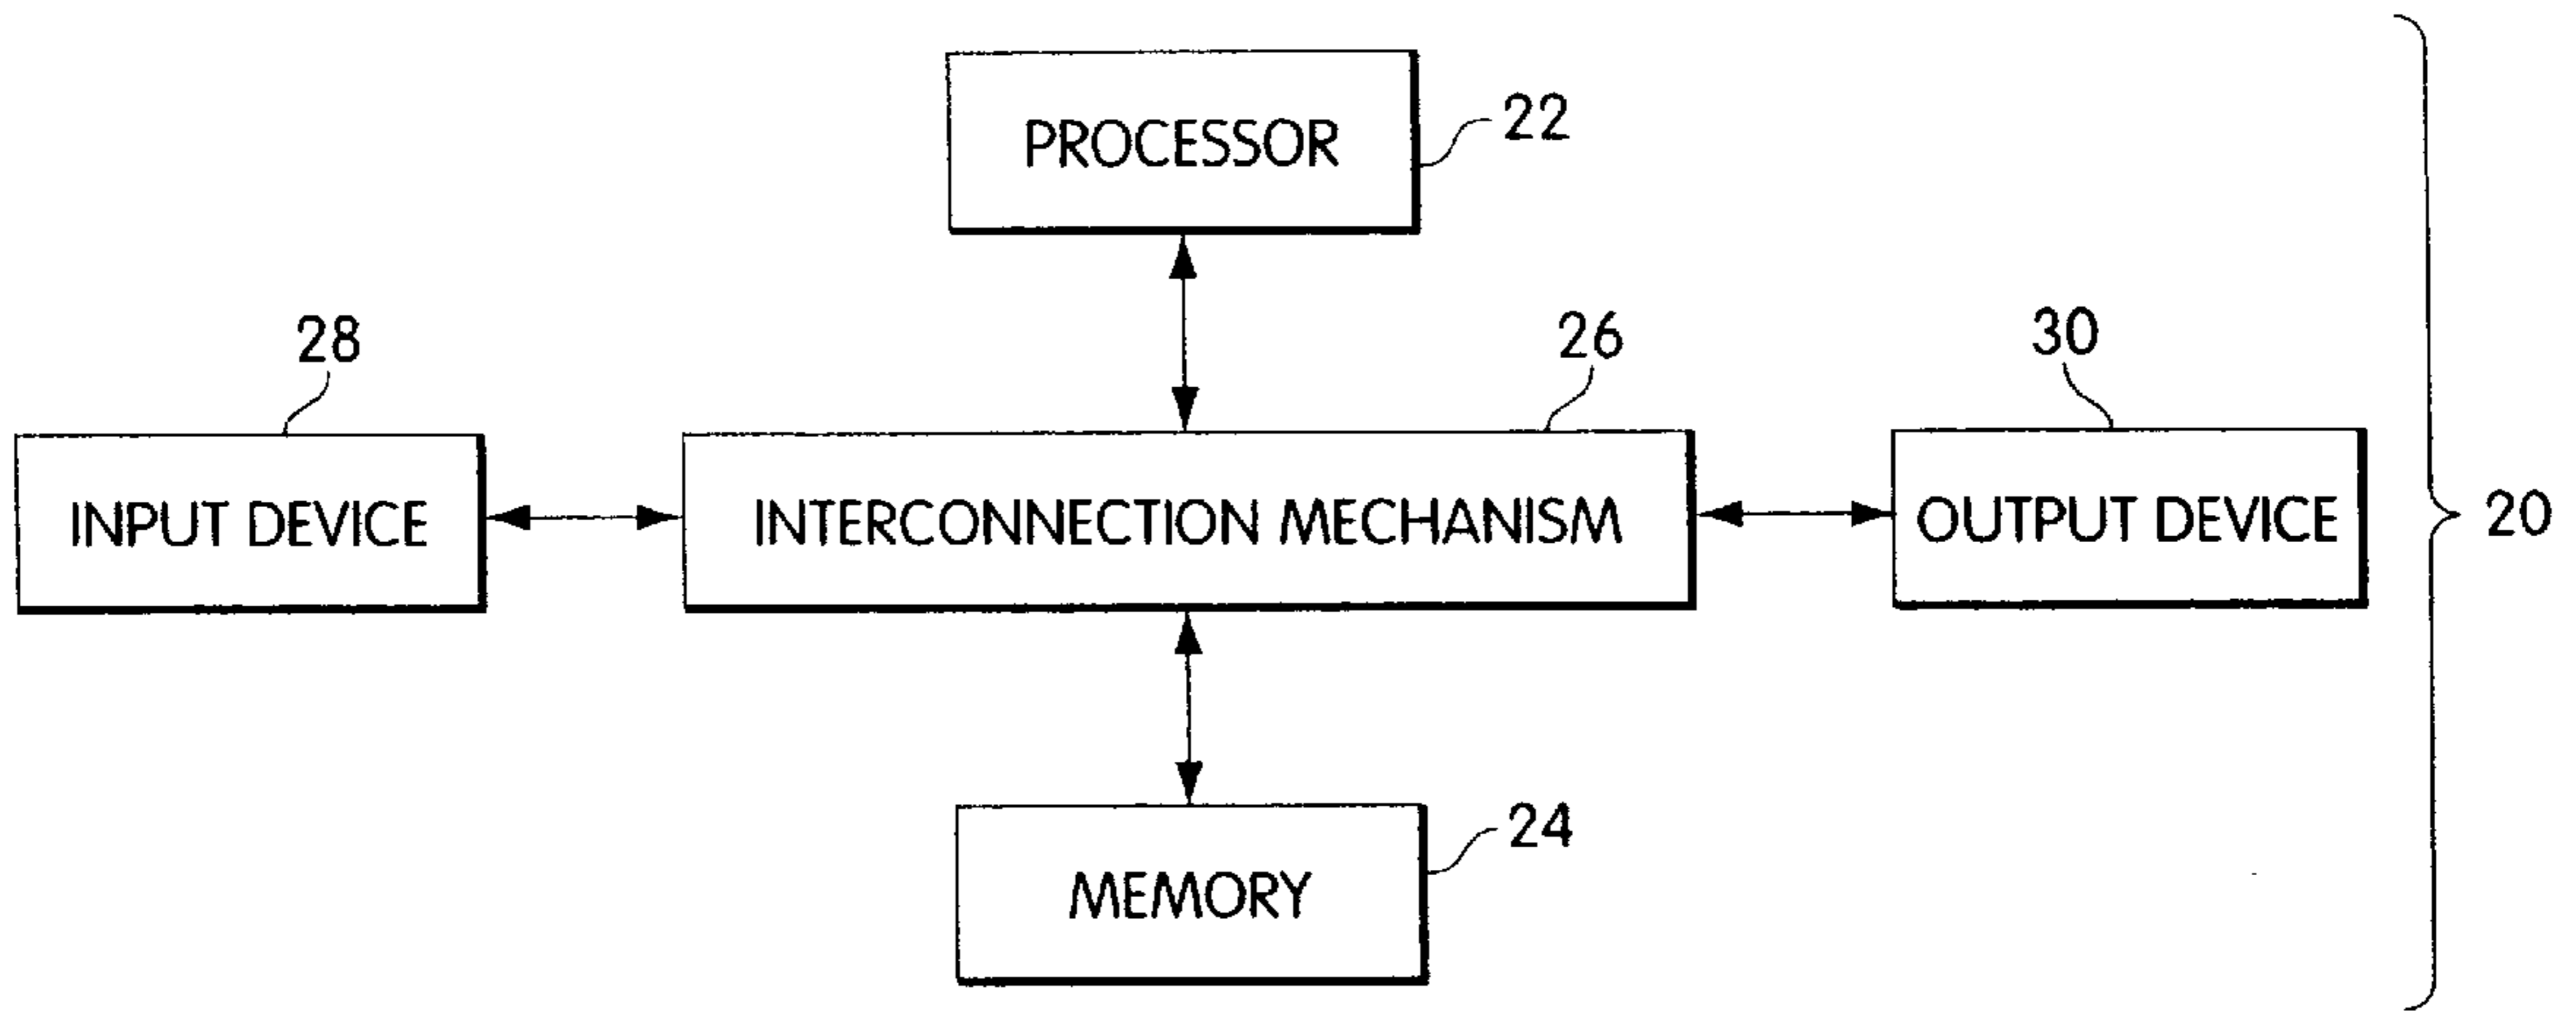 PROCESSOR
22
28
26
30
INPUT DEVICE
INTERCONNECTION MECHANISM
OUTPUT DEVICE
20
24
MEMORY